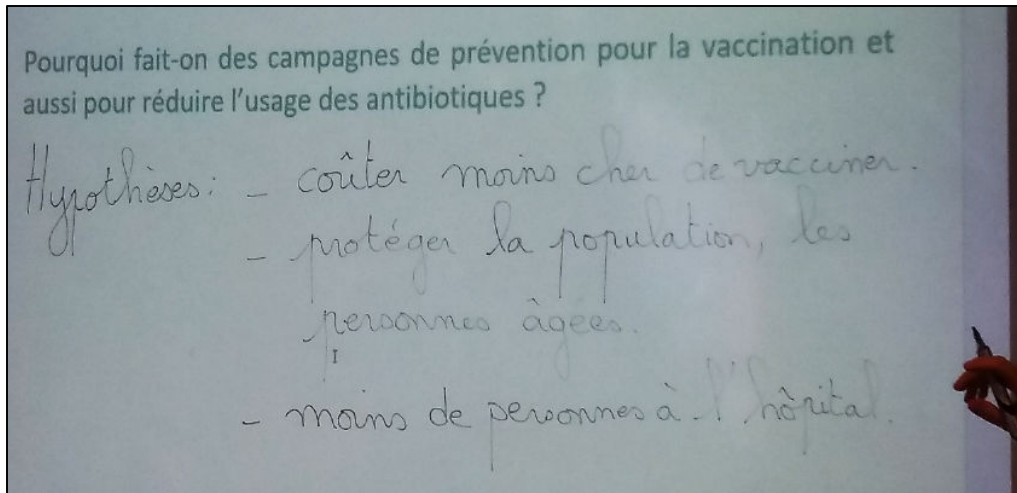 Pourquoi fait-on des campagnes de prévention pour la vaccination et
aussi pour réduire l'usage des antibiotiques ?
Hypothèses : - coûter moins cher de vacciner.
- protéger la population, les
personnes âgées.
- moins de personnes à l'hôpital.